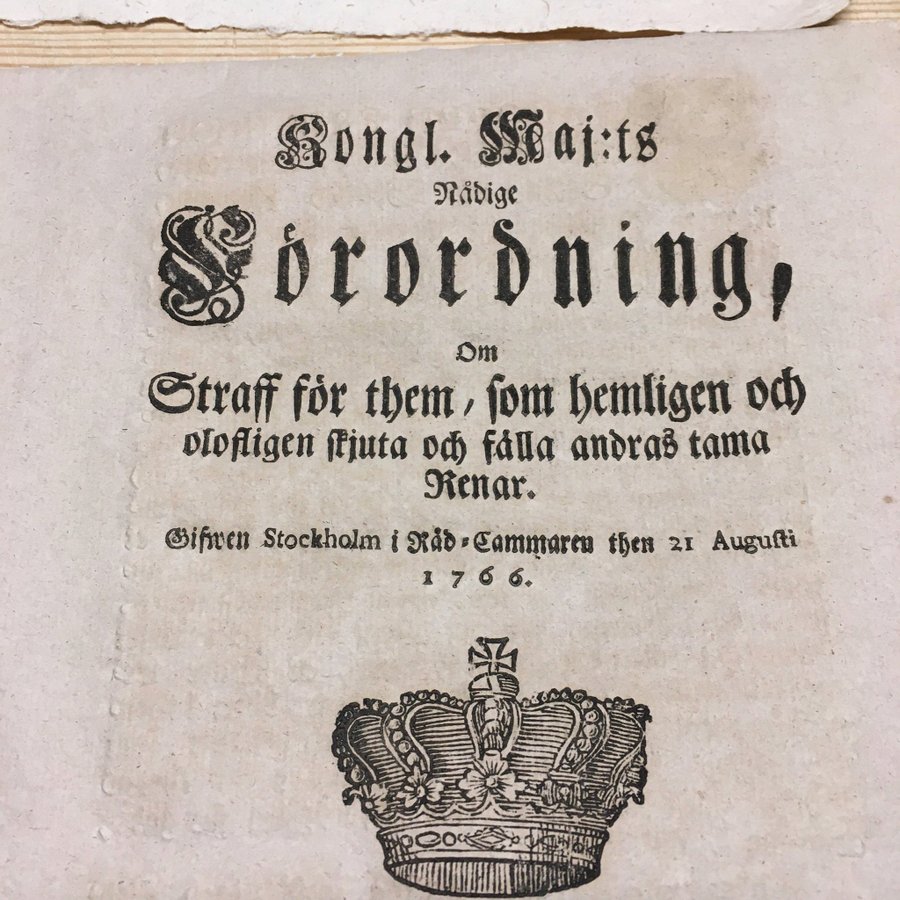 Kongl. Maj:ts
Nådige
Förordning,
Om
Straff för them, som hemligen och
olofligen skjuta och fälla andras tama
Renar.
Gifwen Stockholm i Råd-Cammaren then 21 Augusti
1766.